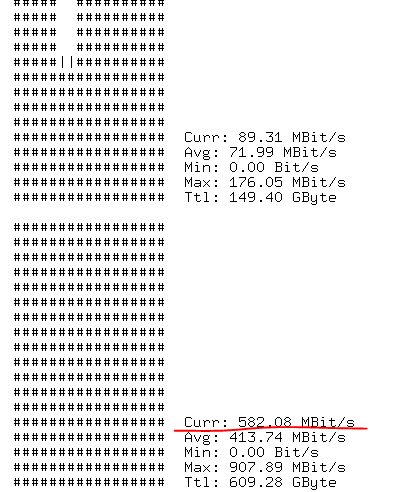 ##### ##########
##### ##########
##### ##########
##### ##########
#####||##########
#################
#################
#################
#################
################# Curr: 89.31 MBit/s
################# Avg: 71.99 MBit/s
################# Min: 0.00 Bit/s
################# Max: 176.05 MBit/s
################# Ttl: 149.40 GByte
#################
#################
#################
#################
#################
#################
#################
#################
#################
#################
#################
#################
#################
################# Curr: 582.08 MBit/s
################# Avg: 413.74 MBit/s
################# Min: 0.00 Bit/s
################# Max: 907.89 MBit/s
################# Ttl: 609.28 GByte